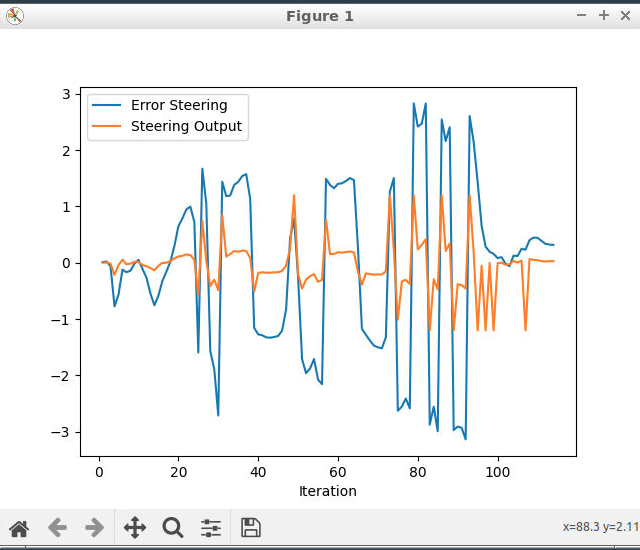 Figure 1
Error Steering
Steering Output
3
2
1
0
−1
−2
−3
0
20
40
60
80
100
Iteration
x=88.3 y=2.11